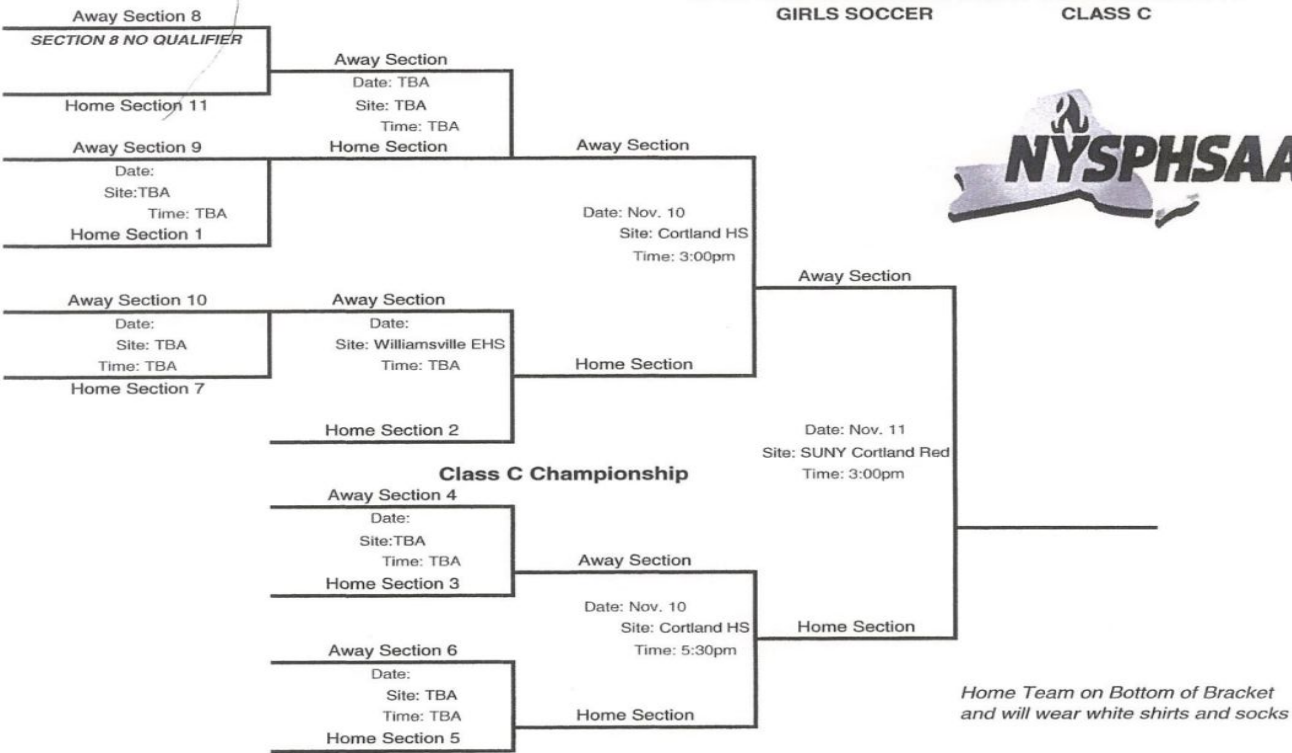 GIRLS SOCCER CLASS C
NYSPHSAA
Away Section 8
SECTION 8 NO QUALIFIER
Home Section 11
Away Section
Date: TBA
Site: TBA
Time: TBA
Home Section
Away Section 9
Date:
Site:TBA
Time: TBA
Home Section 1
Away Section
Date: Nov. 10
Site: Cortland HS
Time: 3:00pm
Home Section
Away Section 10
Date:
Site: TBA
Time: TBA
Home Section 7
Away Section
Date:
Site: Williamsville EHS
Time: TBA
Home Section 2
Away Section
Date: Nov. 11
Site: SUNY Cortland Red
Time: 3:00pm
Home Section
Class C Championship
Away Section 4
Date:
Site:TBA
Time: TBA
Home Section 3
Away Section
Date: Nov. 10
Site: Cortland HS
Time: 5:30pm
Home Section
Away Section 6
Date:
Site: TBA
Time: TBA
Home Section 5
Home Team on Bottom of Bracket
and will wear white shirts and socks